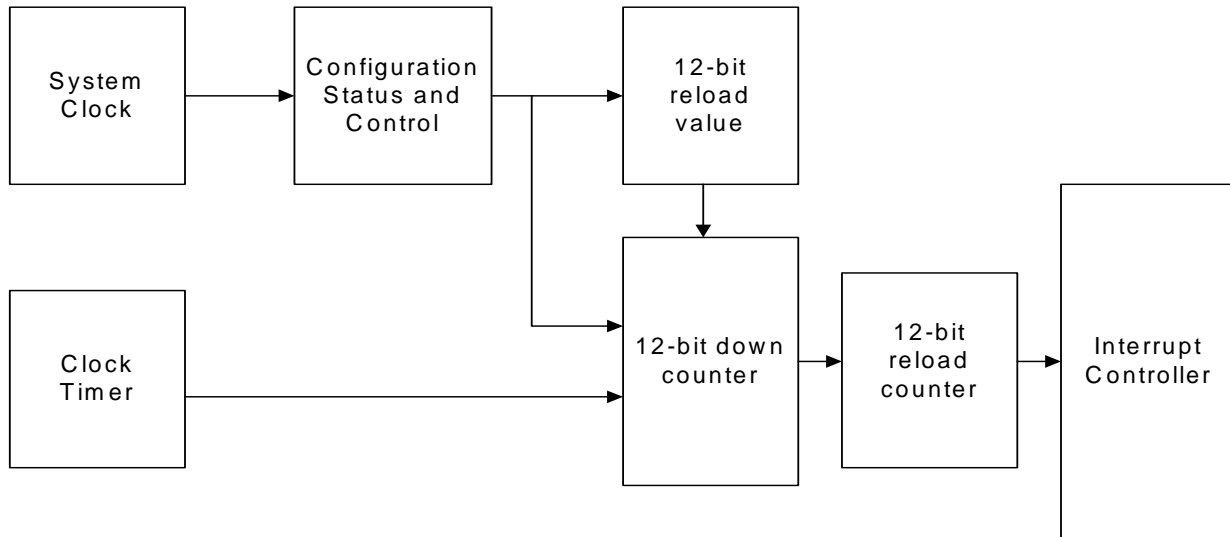 System
Clock
Configuration
Status and
Control
12-bit
reload
value
Clock
Timer
12-bit down
counter
12-bit
reload
counter
Interrupt
Controller